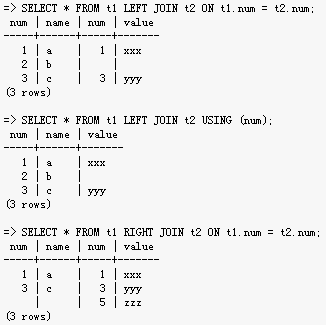 => SELECT * FROM t1 LEFT JOIN t2 ON t1.num = t2.num;
 num | name | num | value
-----+------+-----+-------
   1 | a    |   1 | xxx
   2 | b    |     |
   3 | c    |   3 | yyy
(3 rows)

=> SELECT * FROM t1 LEFT JOIN t2 USING (num);
 num | name | value
-----+------+-------
   1 | a    | xxx
   2 | b    |
   3 | c    | yyy
(3 rows)

=> SELECT * FROM t1 RIGHT JOIN t2 ON t1.num = t2.num;
 num | name | num | value
-----+------+-----+-------
   1 | a    |   1 | xxx
   3 | c    |   3 | yyy
     |      |   5 | zzz
(3 rows)